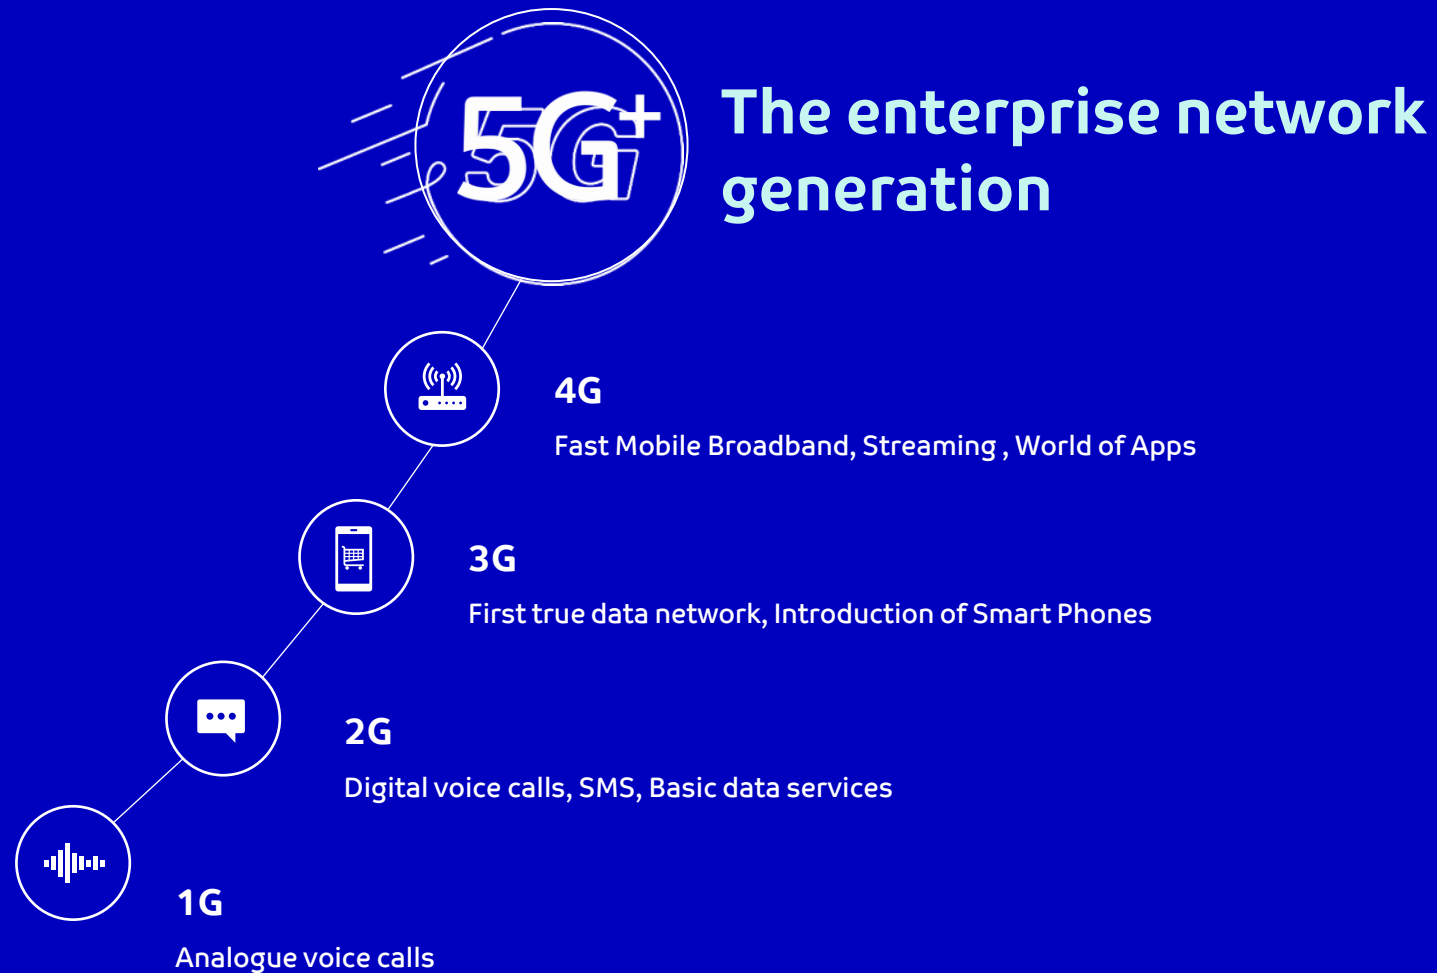 5G+
The enterprise network
generation
4G
Fast Mobile Broadband, Streaming , World of Apps
3G
First true data network, Introduction of Smart Phones
2G
Digital voice calls, SMS, Basic data services
1G
Analogue voice calls